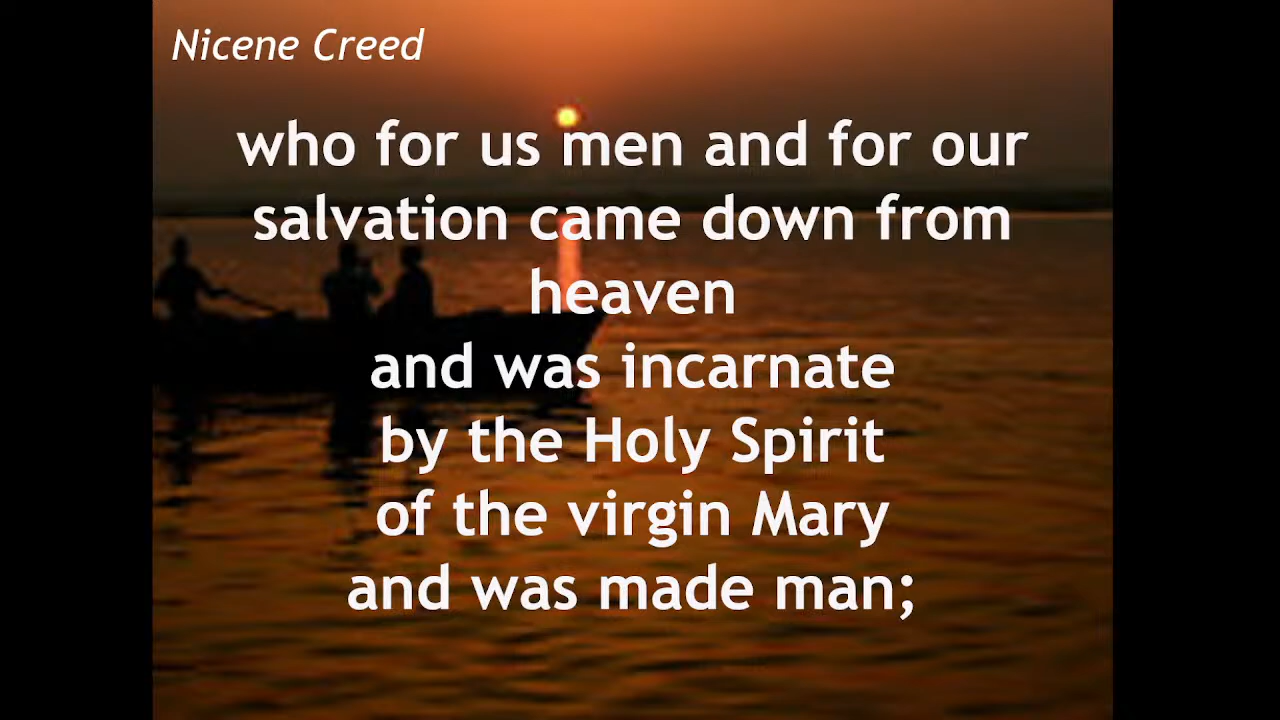 Nicene Creed
who for us men and for our
salvation came down from
heaven
and was incarnate
by the Holy Spirit
of the virgin Mary
and was made man;